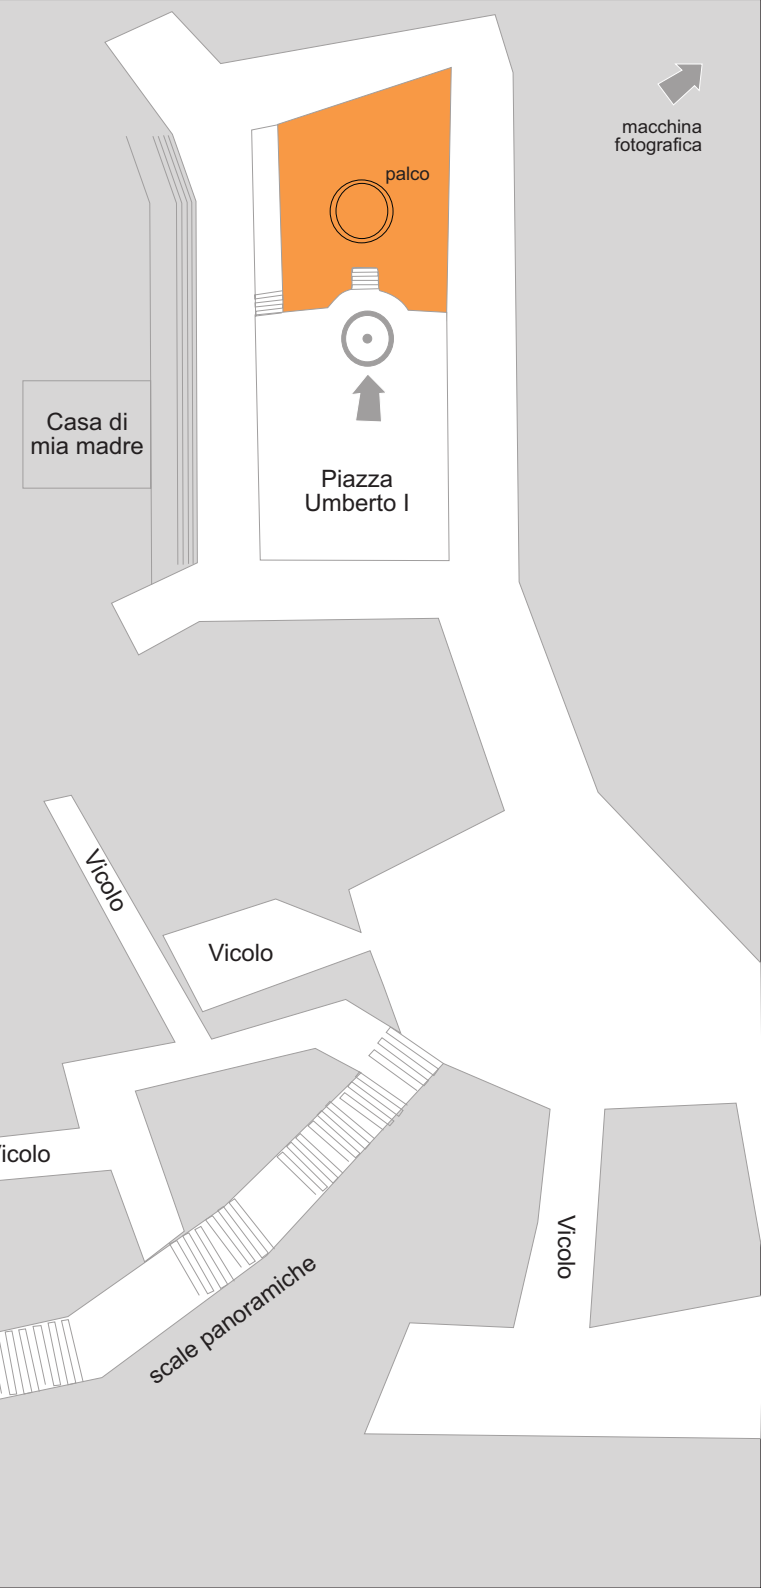 macchina
fotografica
palco
Casa di
mia madre
Piazza
Umberto I
Vicolo
Vicolo
icolo
Vicolo
scale panoramiche